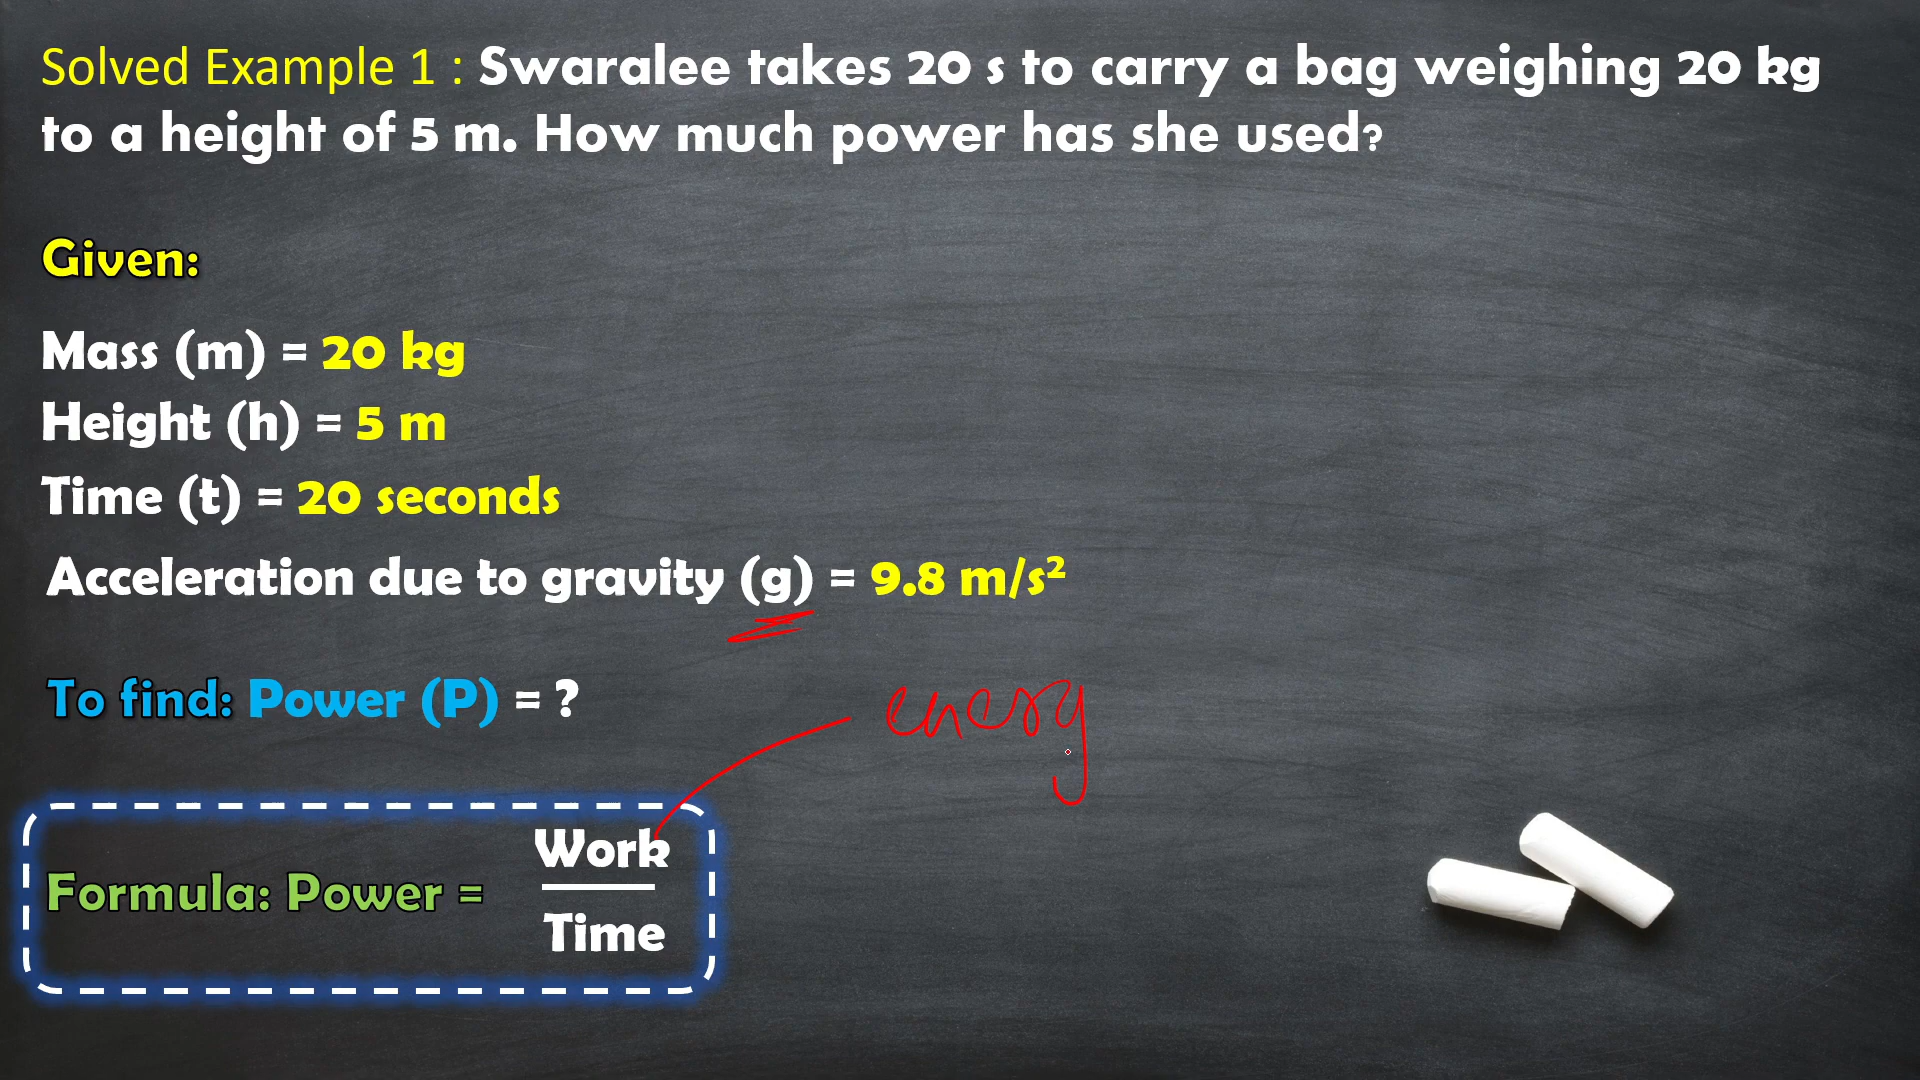 Solved Example 1 : Swaralee takes 20 s to carry a bag weighing 20 kg
to a height of 5 m. How much power has she used?
Given:
Mass (m) = 20 kg
Height (h) = 5 m
Time (t) = 20 seconds
Acceleration due to gravity (g) = 9.8 m/s²
To find: Power (P) = ?
energy
Formula: Power = Work
Time